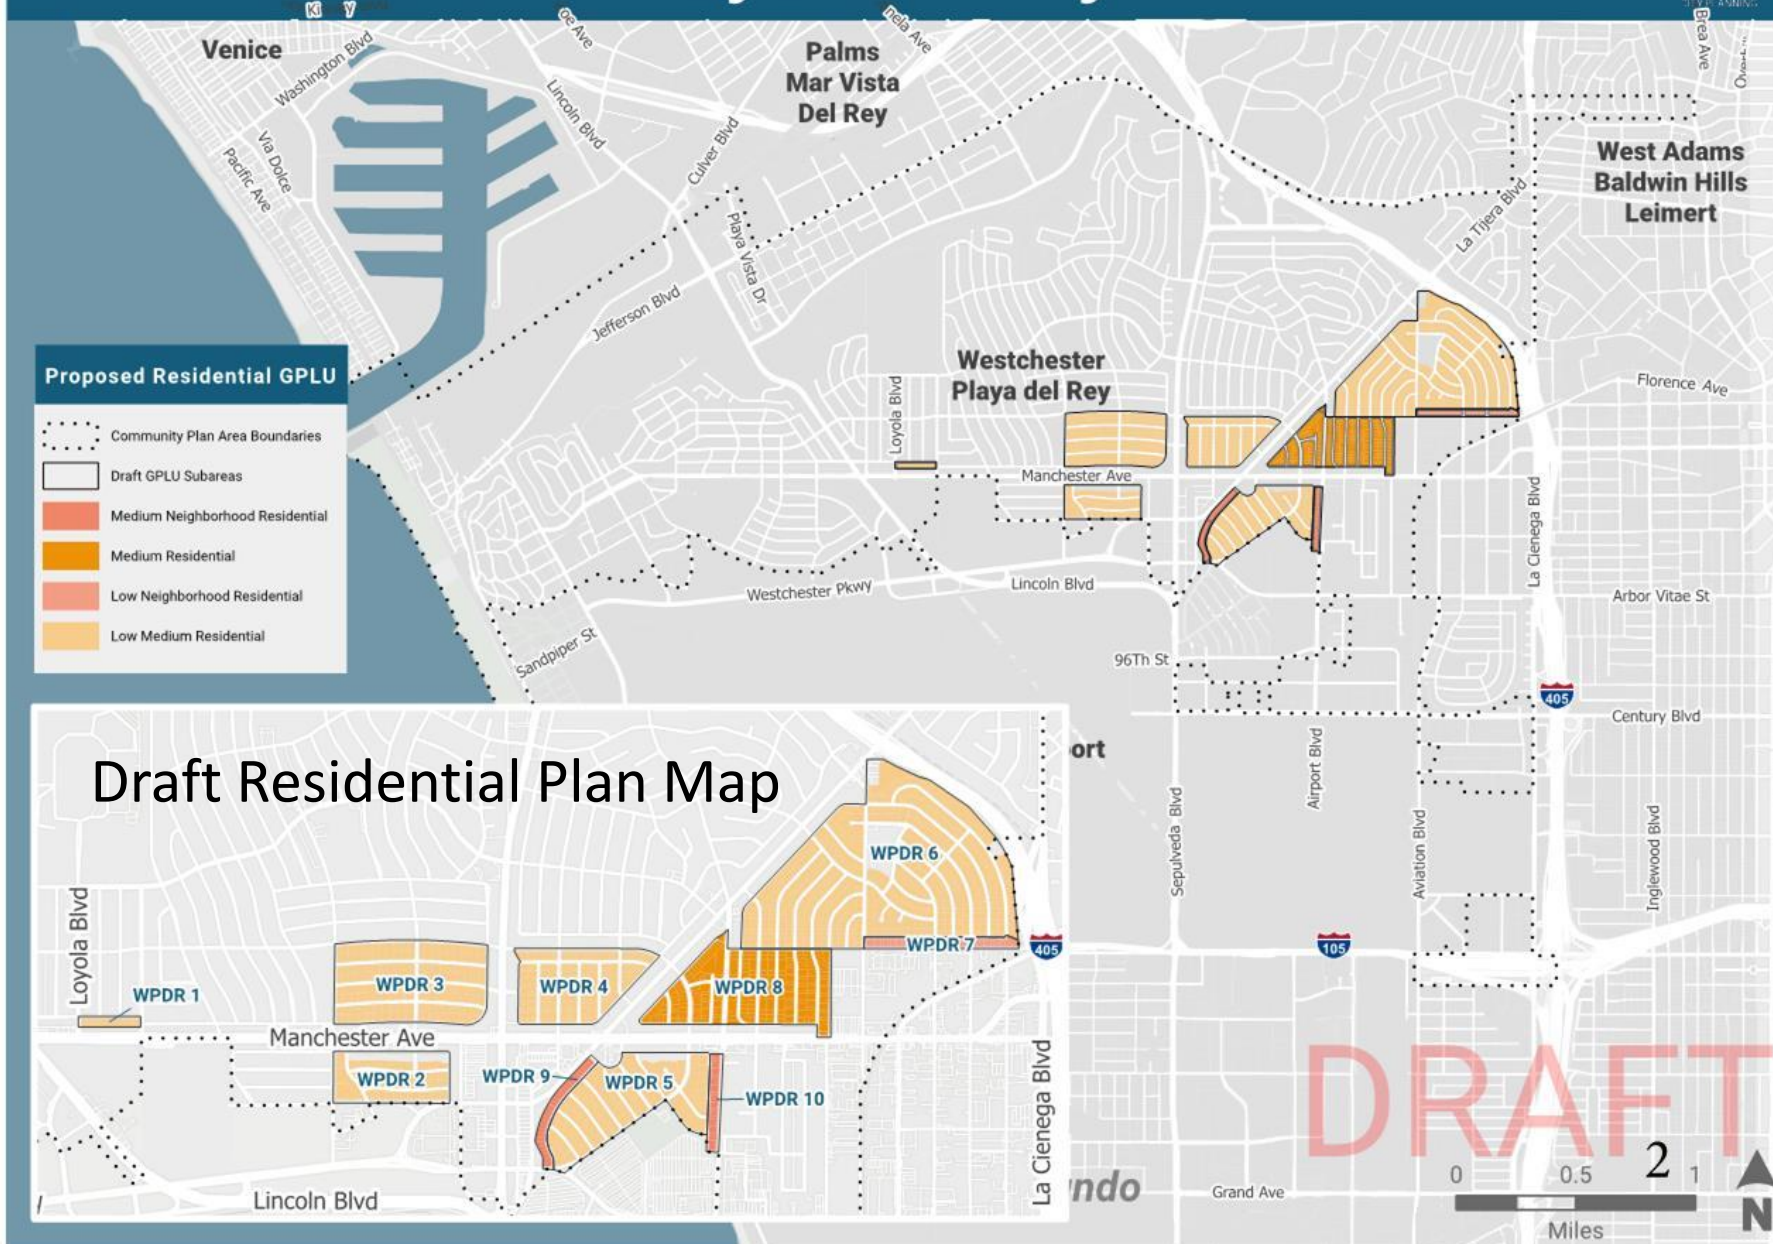 CITY PLANNING
Venice
Washington Blvd
Via Dolce
Pacific Ave
Lincoln Blvd
Culver Blvd
Palms
Mar Vista
Del Rey
Brea Ave
West Adams
Baldwin Hills
Leimert
La Tijera Blvd
Playa Vista Dr
Jefferson Blvd
Proposed Residential GPLU
Community Plan Area Boundaries
Draft GPLU Subareas
Medium Neighborhood Residential
Medium Residential
Low Neighborhood Residential
Low Medium Residential
Westchester
Playa del Rey
Loyola Blvd
Manchester Ave
Florence Ave
La Cienega Blvd
Westchester Pkwy
Lincoln Blvd
Arbor Vitae St
Sandpiper St
96Th St
405
Century Blvd
ort
Airport Blvd
Sepulveda Blvd
Aviation Blvd
Inglewood Blvd
105
Draft Residential Plan Map
WPDR 6
WPDR 7
405
WPDR 3
WPDR 4
WPDR 8
Loyola Blvd
WPDR 1
Manchester Ave
WPDR 2
WPDR 9
WPDR 5
WPDR 10
La Cienega Blvd
Lincoln Blvd
ndo
Grand Ave
DRAFT
2
0 0.5 1
Miles
N